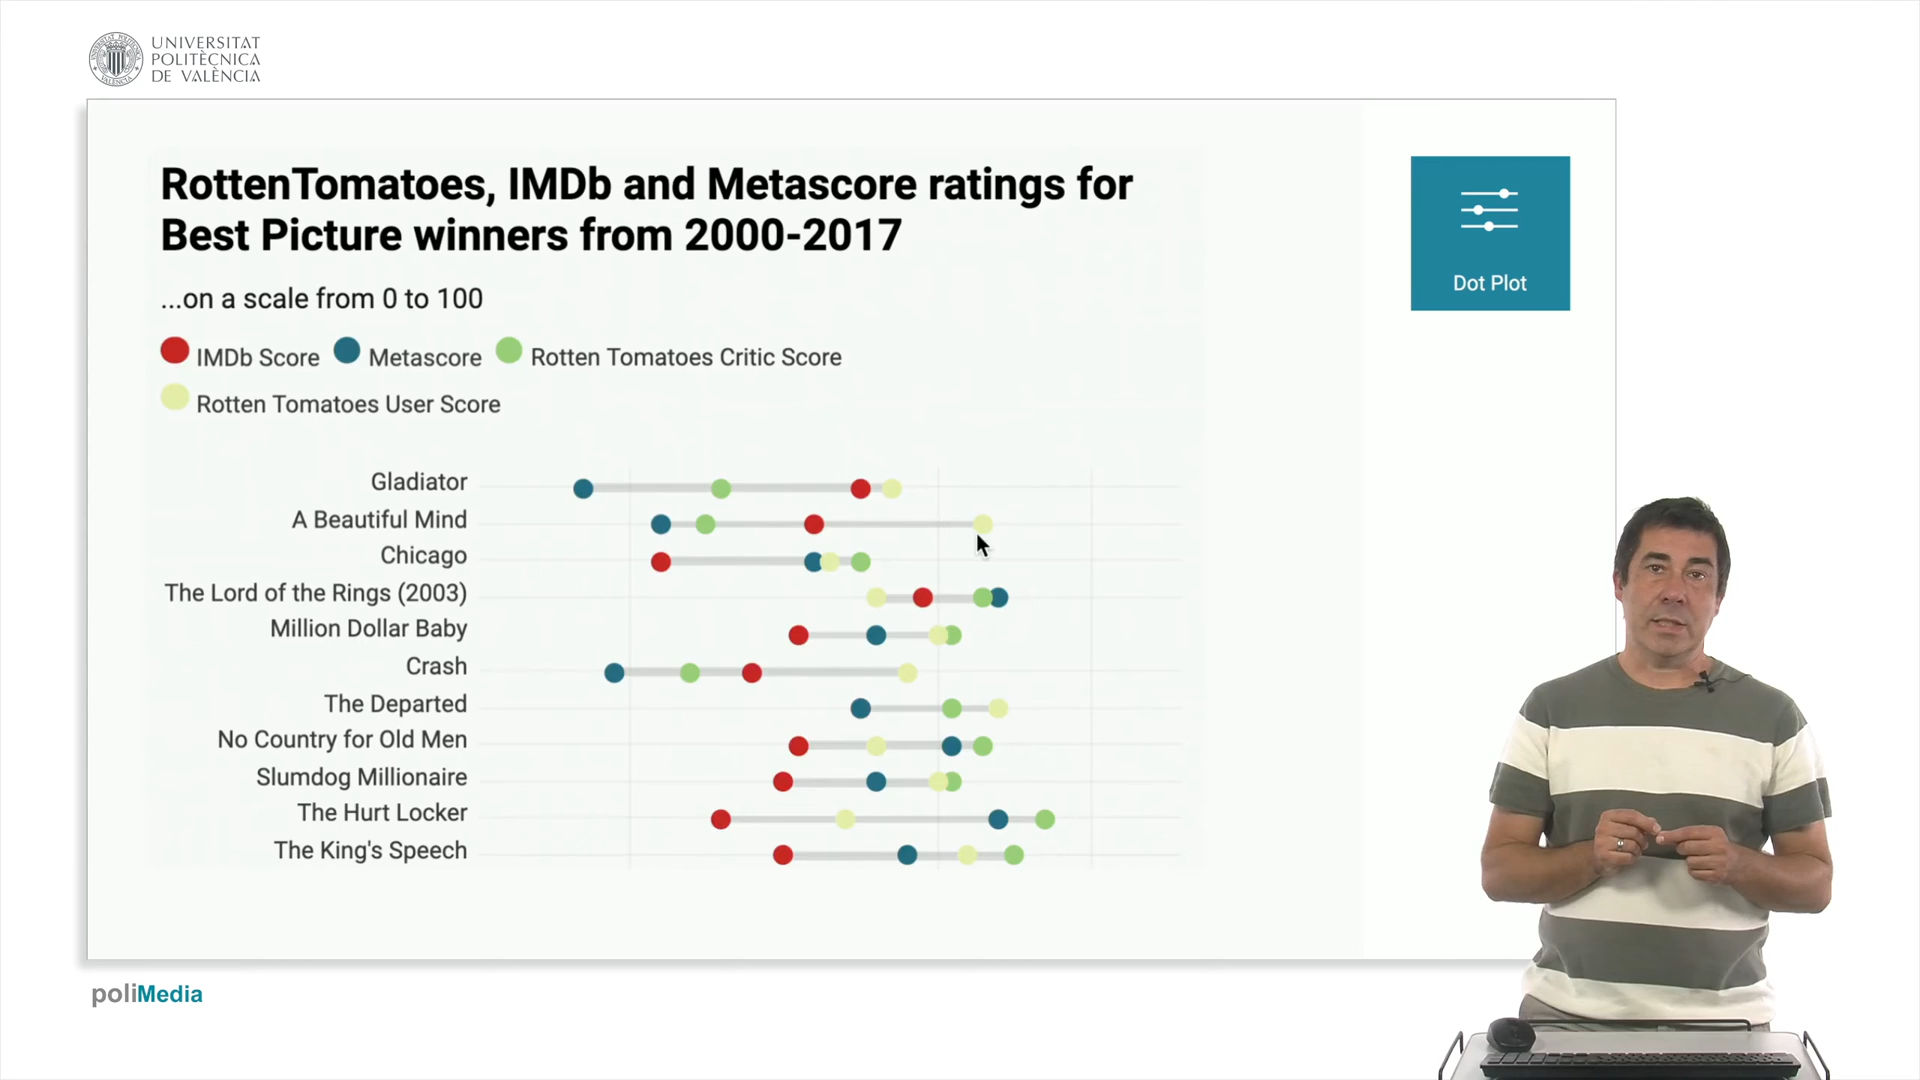 UNIVERSITAT
POLITÈCNICA
DE VALÈNCIA
RottenTomatoes, IMDb and Metascore ratings for
Best Picture winners from 2000-2017
...on a scale from 0 to 100
IMDb Score Metascore Rotten Tomatoes Critic Score
Rotten Tomatoes User Score
Dot Plot
Gladiator
A Beautiful Mind
Chicago
The Lord of the Rings (2003)
Million Dollar Baby
Crash
The Departed
No Country for Old Men
Slumdog Millionaire
The Hurt Locker
The King's Speech
poliMedia